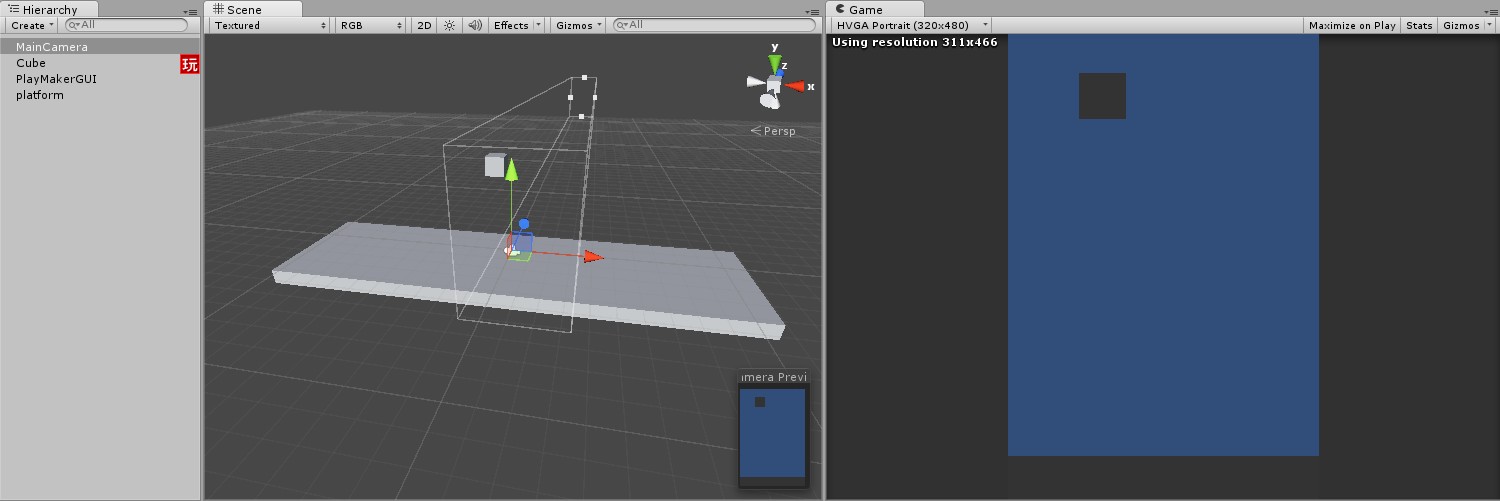 Hierarchy
Create
All
MainCamera
Cube
玩
PlayMakerGUI
platform
Scene
Textured
RGB
2D
Effects
Gizmos
All
y
z
x
Persp
mera Previ
Game
HVGA Portrait (320x480)
Maximize on Play
Stats
Gizmos
Using resolution 311x466